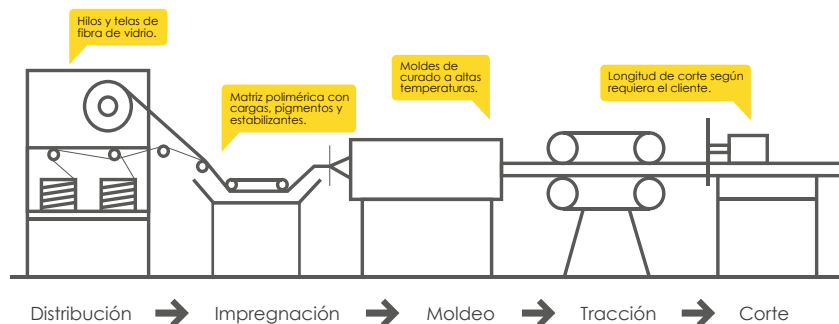 Hilos y telas de
fibra de vidrio.
Matriz polimérica con
cargas, pigmentos y
estabilizantes.
Moldes de
curado a altas
temperaturas.
Longitud de corte según
requiera el cliente.
Distribución
Impregnación
Moldeo
Tracción
Corte